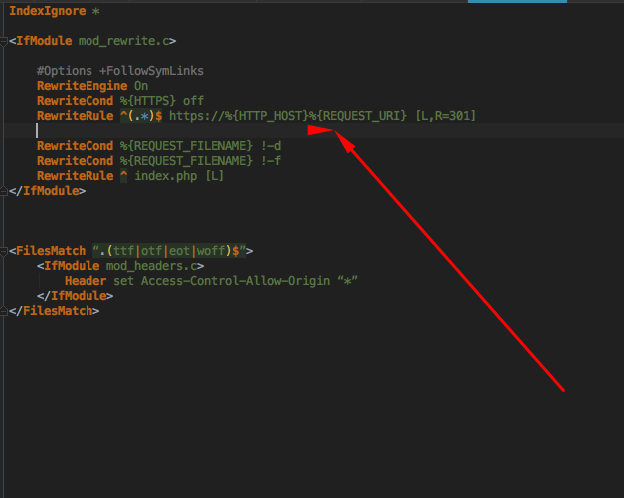 IndexIgnore *
<IfModule mod_rewrite.c>
#Options +FollowSymLinks
RewriteEngine On
RewriteCond %{HTTPS} off
RewriteRule ^(.*)$ https://%{HTTP_HOST}%{REQUEST_URI} [L,R=301]
RewriteCond %{REQUEST_FILENAME} !-d
RewriteCond %{REQUEST_FILENAME} !-f
RewriteRule ^ index.php [L]
</IfModule>
<FilesMatch “.(ttf|otf|eot|woff)$”>
<IfModule mod_headers.c>
Header set Access-Control-Allow-Origin “*”
</IfModule>
</FilesMatch>